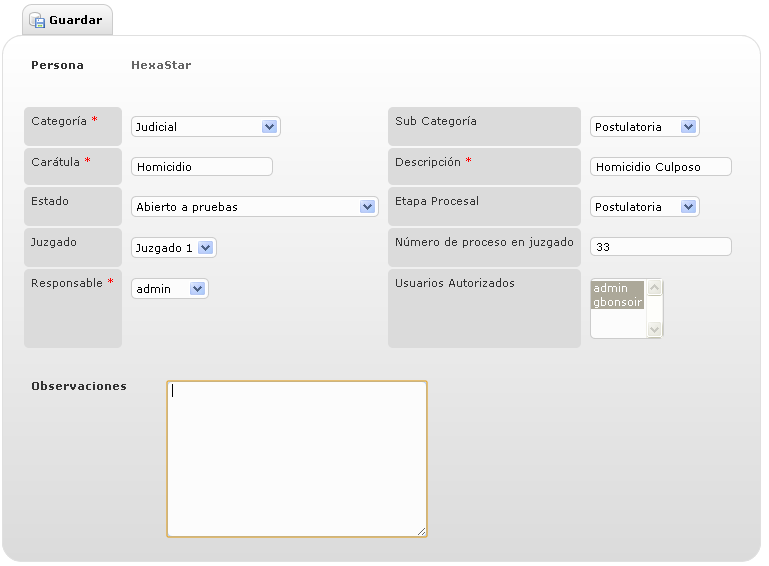 Guardar
Persona HexaStar
Categoría * Judicial Sub Categoría Postulatoria
Carátula * Homicidio Descripción * Homicidio Culposo
Estado Abierto a pruebas Etapa Procesal Postulatoria
Juzgado Juzgado 1 Número de proceso en juzgado 33
Responsable * admin Usuarios Autorizados admin
gbonsoir
Observaciones